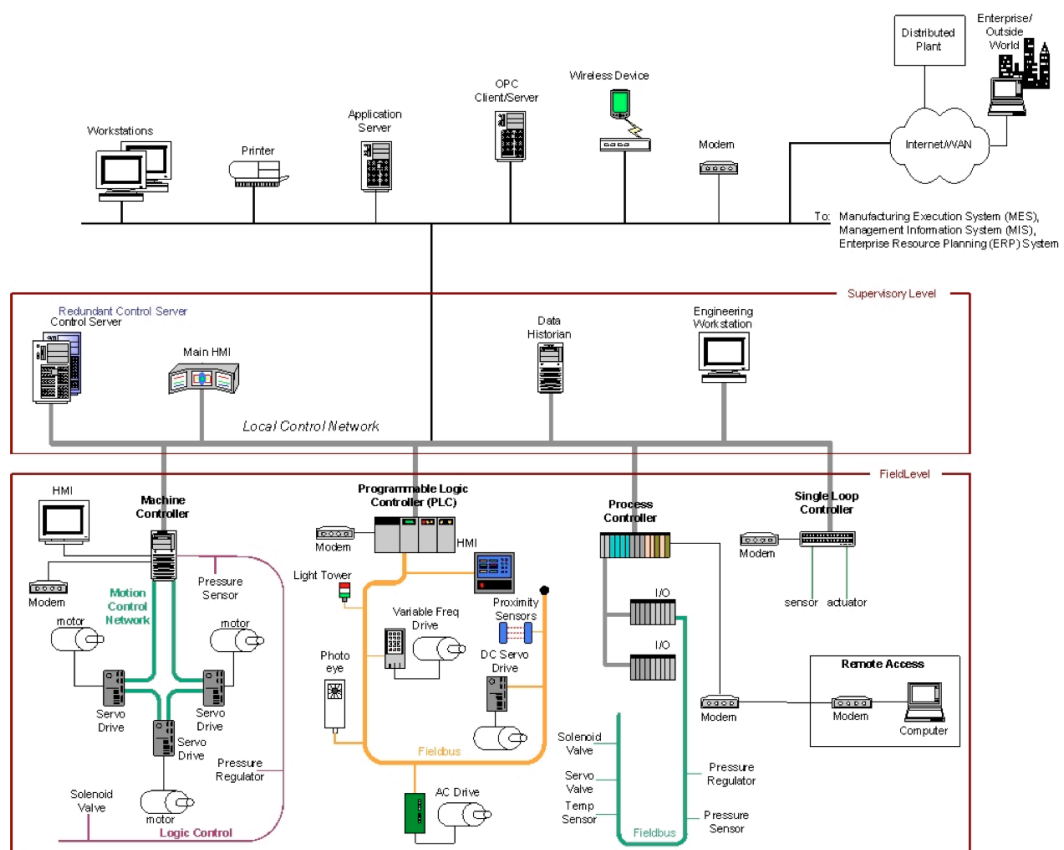 Enterprise/
Outside
World
Distributed
Plant
Wireless Device
OPC
Client/Server
Application
Server
Workstations
Printer
Modem
Internet/WAN
To: Manufacturing Execution System (MES),
Management Information System (MIS),
Enterprise Resource Planning (ERP) System
Supervisory Level
Redundant Control Server
Control Server
Main HMI
Data
Historian
Engineering
Workstation
Local Control Network
FieldLevel
HMI
Machine
Controller
Programmable Logic
Controller (PLC)
Process
Controller
Single Loop
Controller
Modem
HMI
Modem
Modem
Pressure
Sensor
Light Tower
Motion
Control
Network
Variable Freq
Drive
Proximity
Sensors
I/O
sensor
actuator
motor
motor
Photo
eye
DC Servo
Drive
I/O
Remote Access
Servo
Drive
Servo
Drive
Servo
Drive
Modem
Modem
Computer
Fieldbus
Solenoid
Valve
Pressure
Regulator
Servo
Valve
Pressure
Regulator
Solenoid
Valve
AC Drive
Temp
Sensor
Pressure
Sensor
motor
Logic Control
Fieldbus